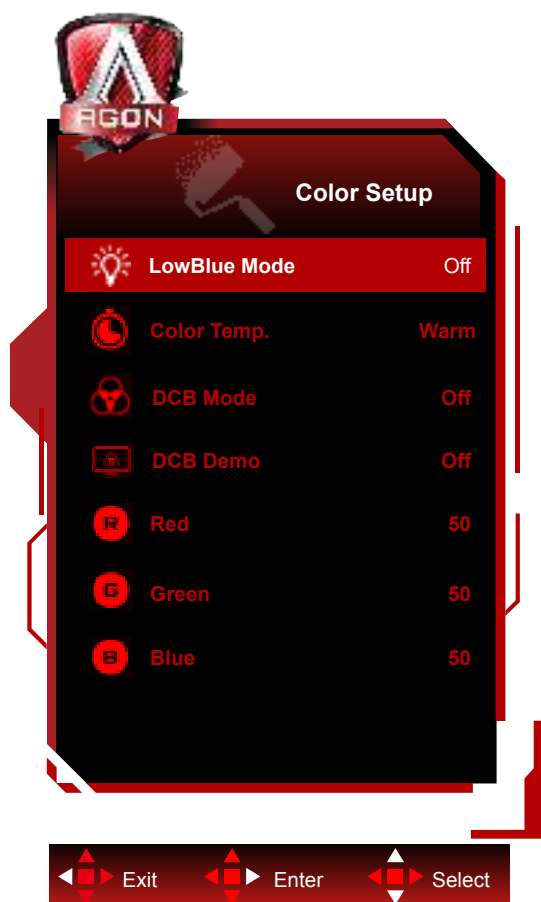 AGON
Color Setup
LowBlue Mode Off
Color Temp. Warm
DCB Mode Off
DCB Demo Off
R Red 50
G Green 50
B Blue 50
Exit Enter Select